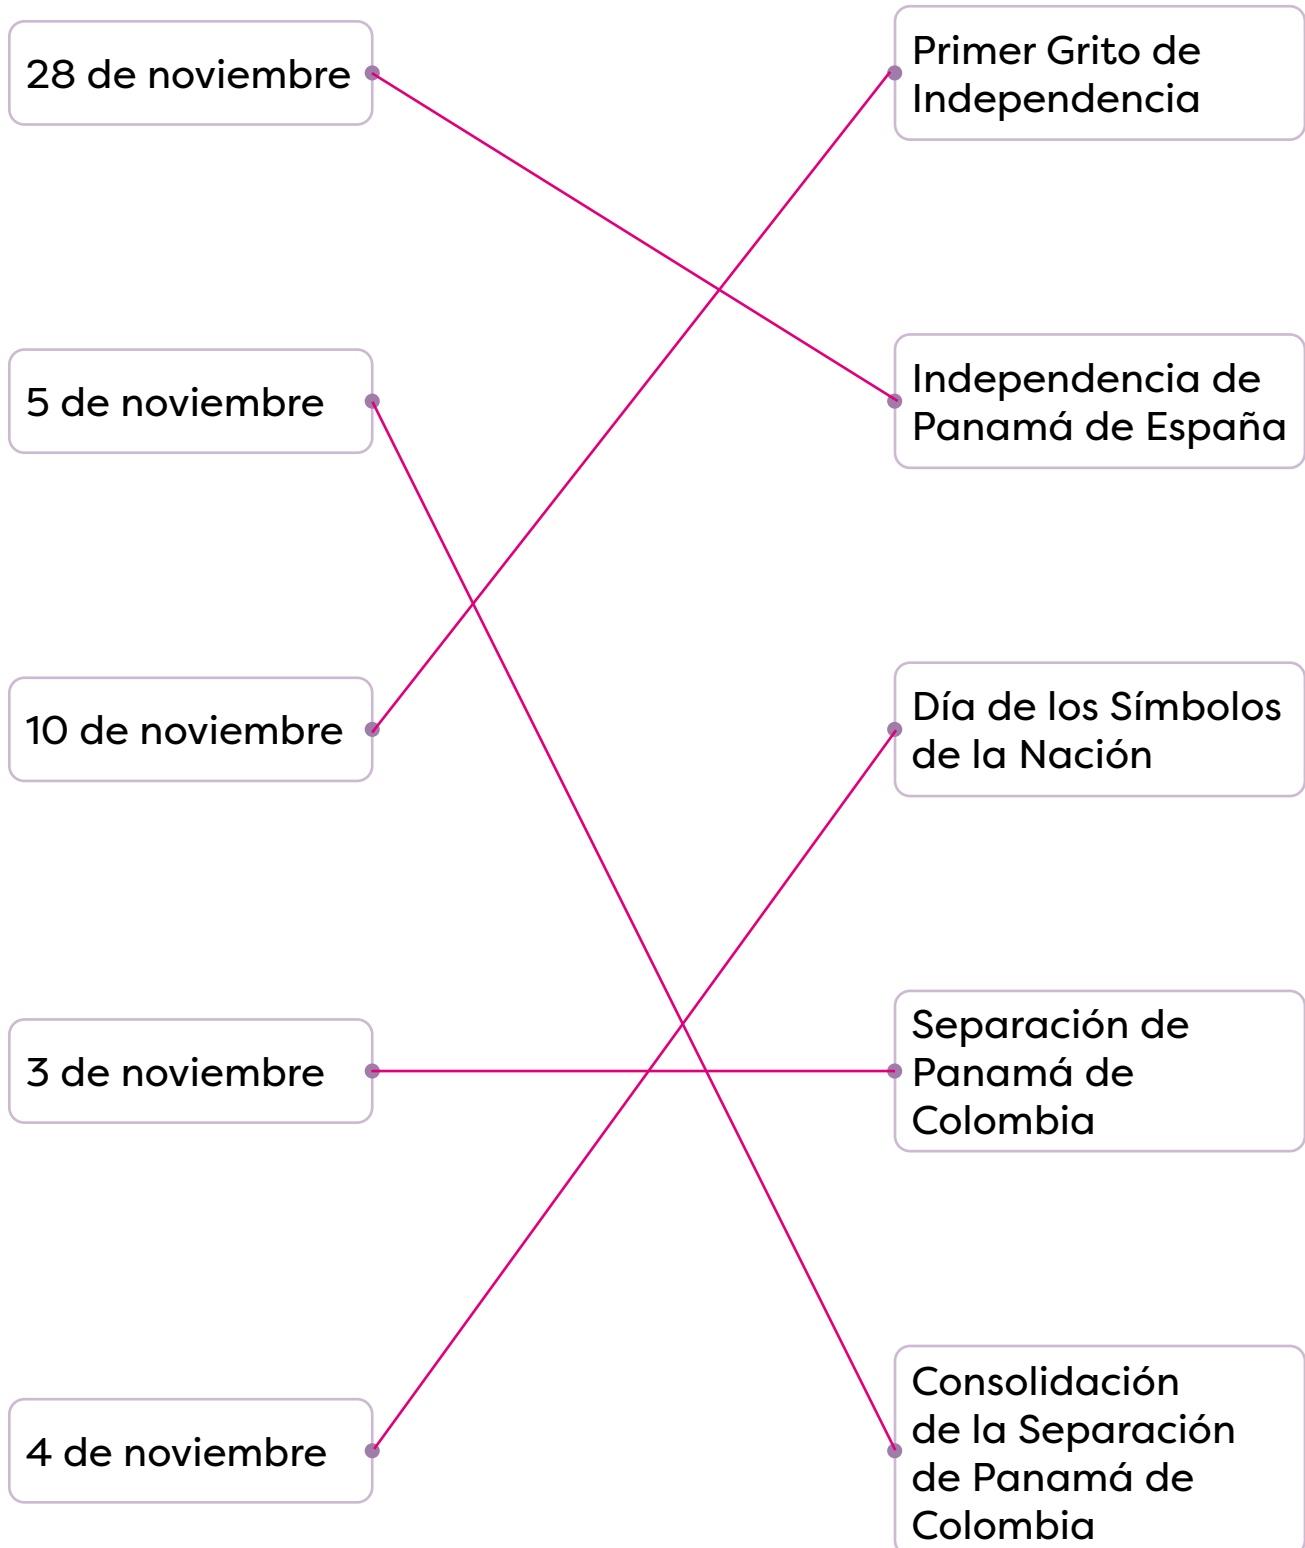 28 de noviembre
5 de noviembre
10 de noviembre
3 de noviembre
4 de noviembre
Primer Grito de
Independencia
Independencia de
Panamá de España
Día de los Símbolos
de la Nación
Separación de
Panamá de
Colombia
Consolidación
de la Separación
de Panamá de
Colombia